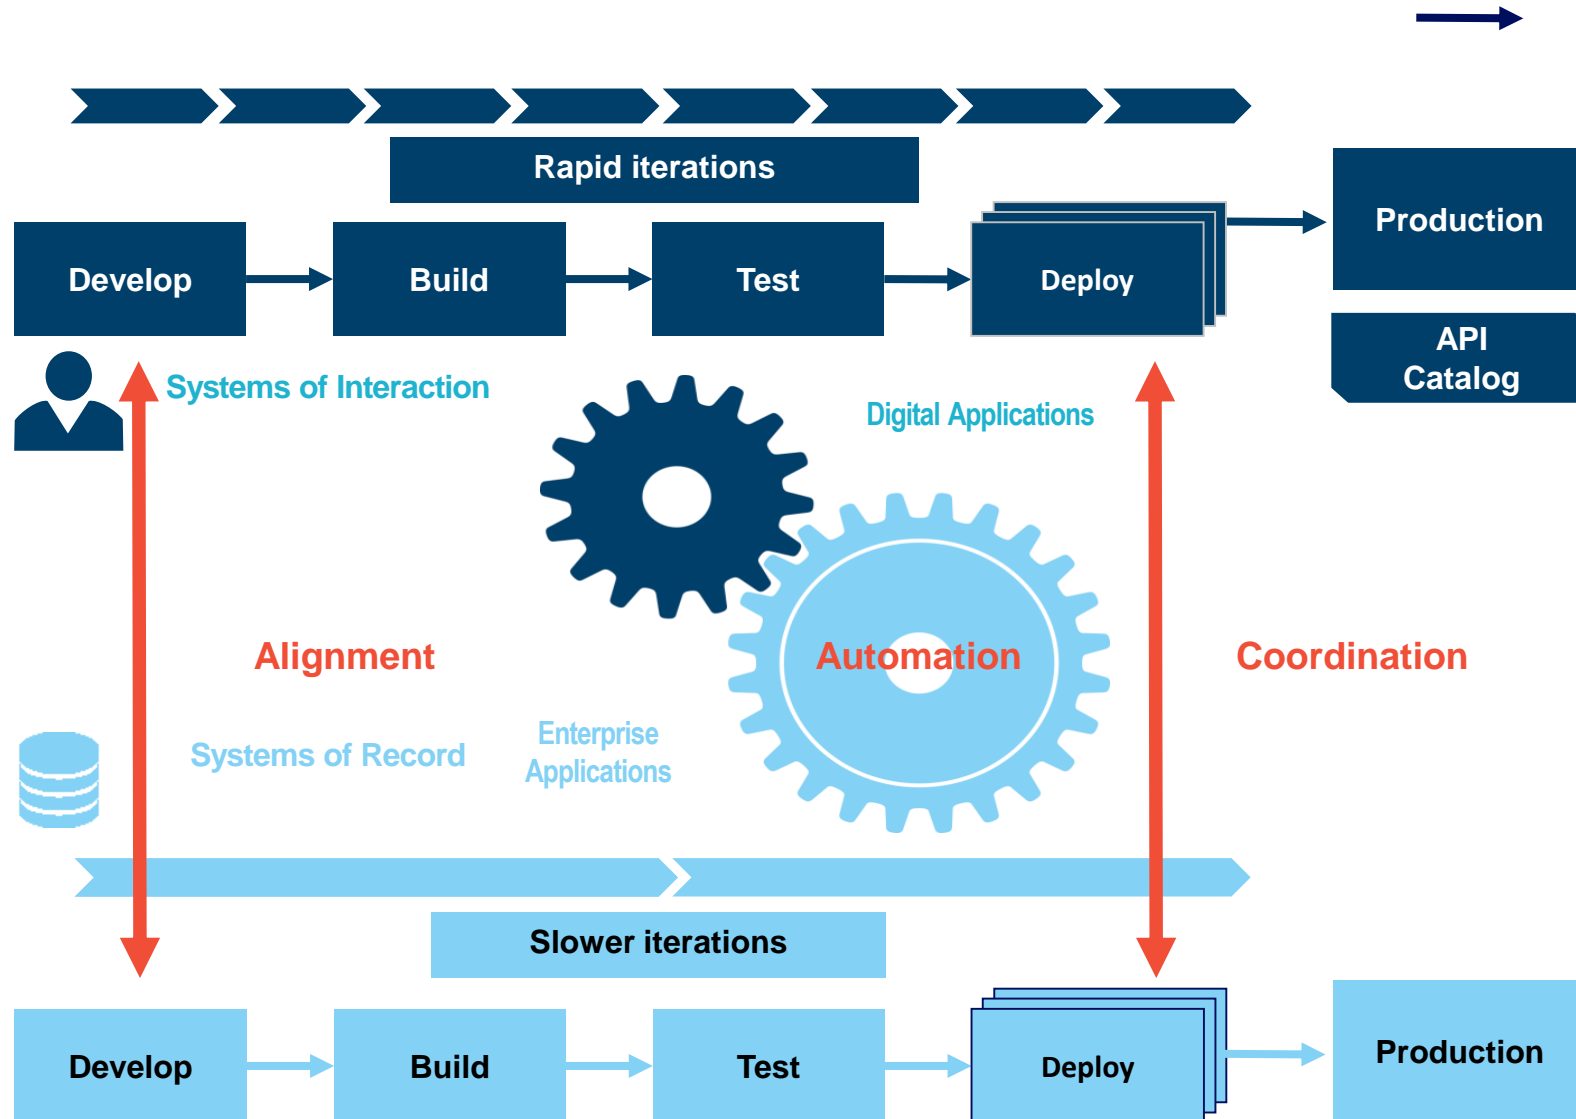 Rapid iterations
Production
Develop
Build
Test
Deploy
API
Catalog
Systems of Interaction
Digital Applications
Alignment
Automation
Coordination
Systems of Record
Enterprise
Applications
Slower iterations
Develop
Build
Test
Deploy
Production